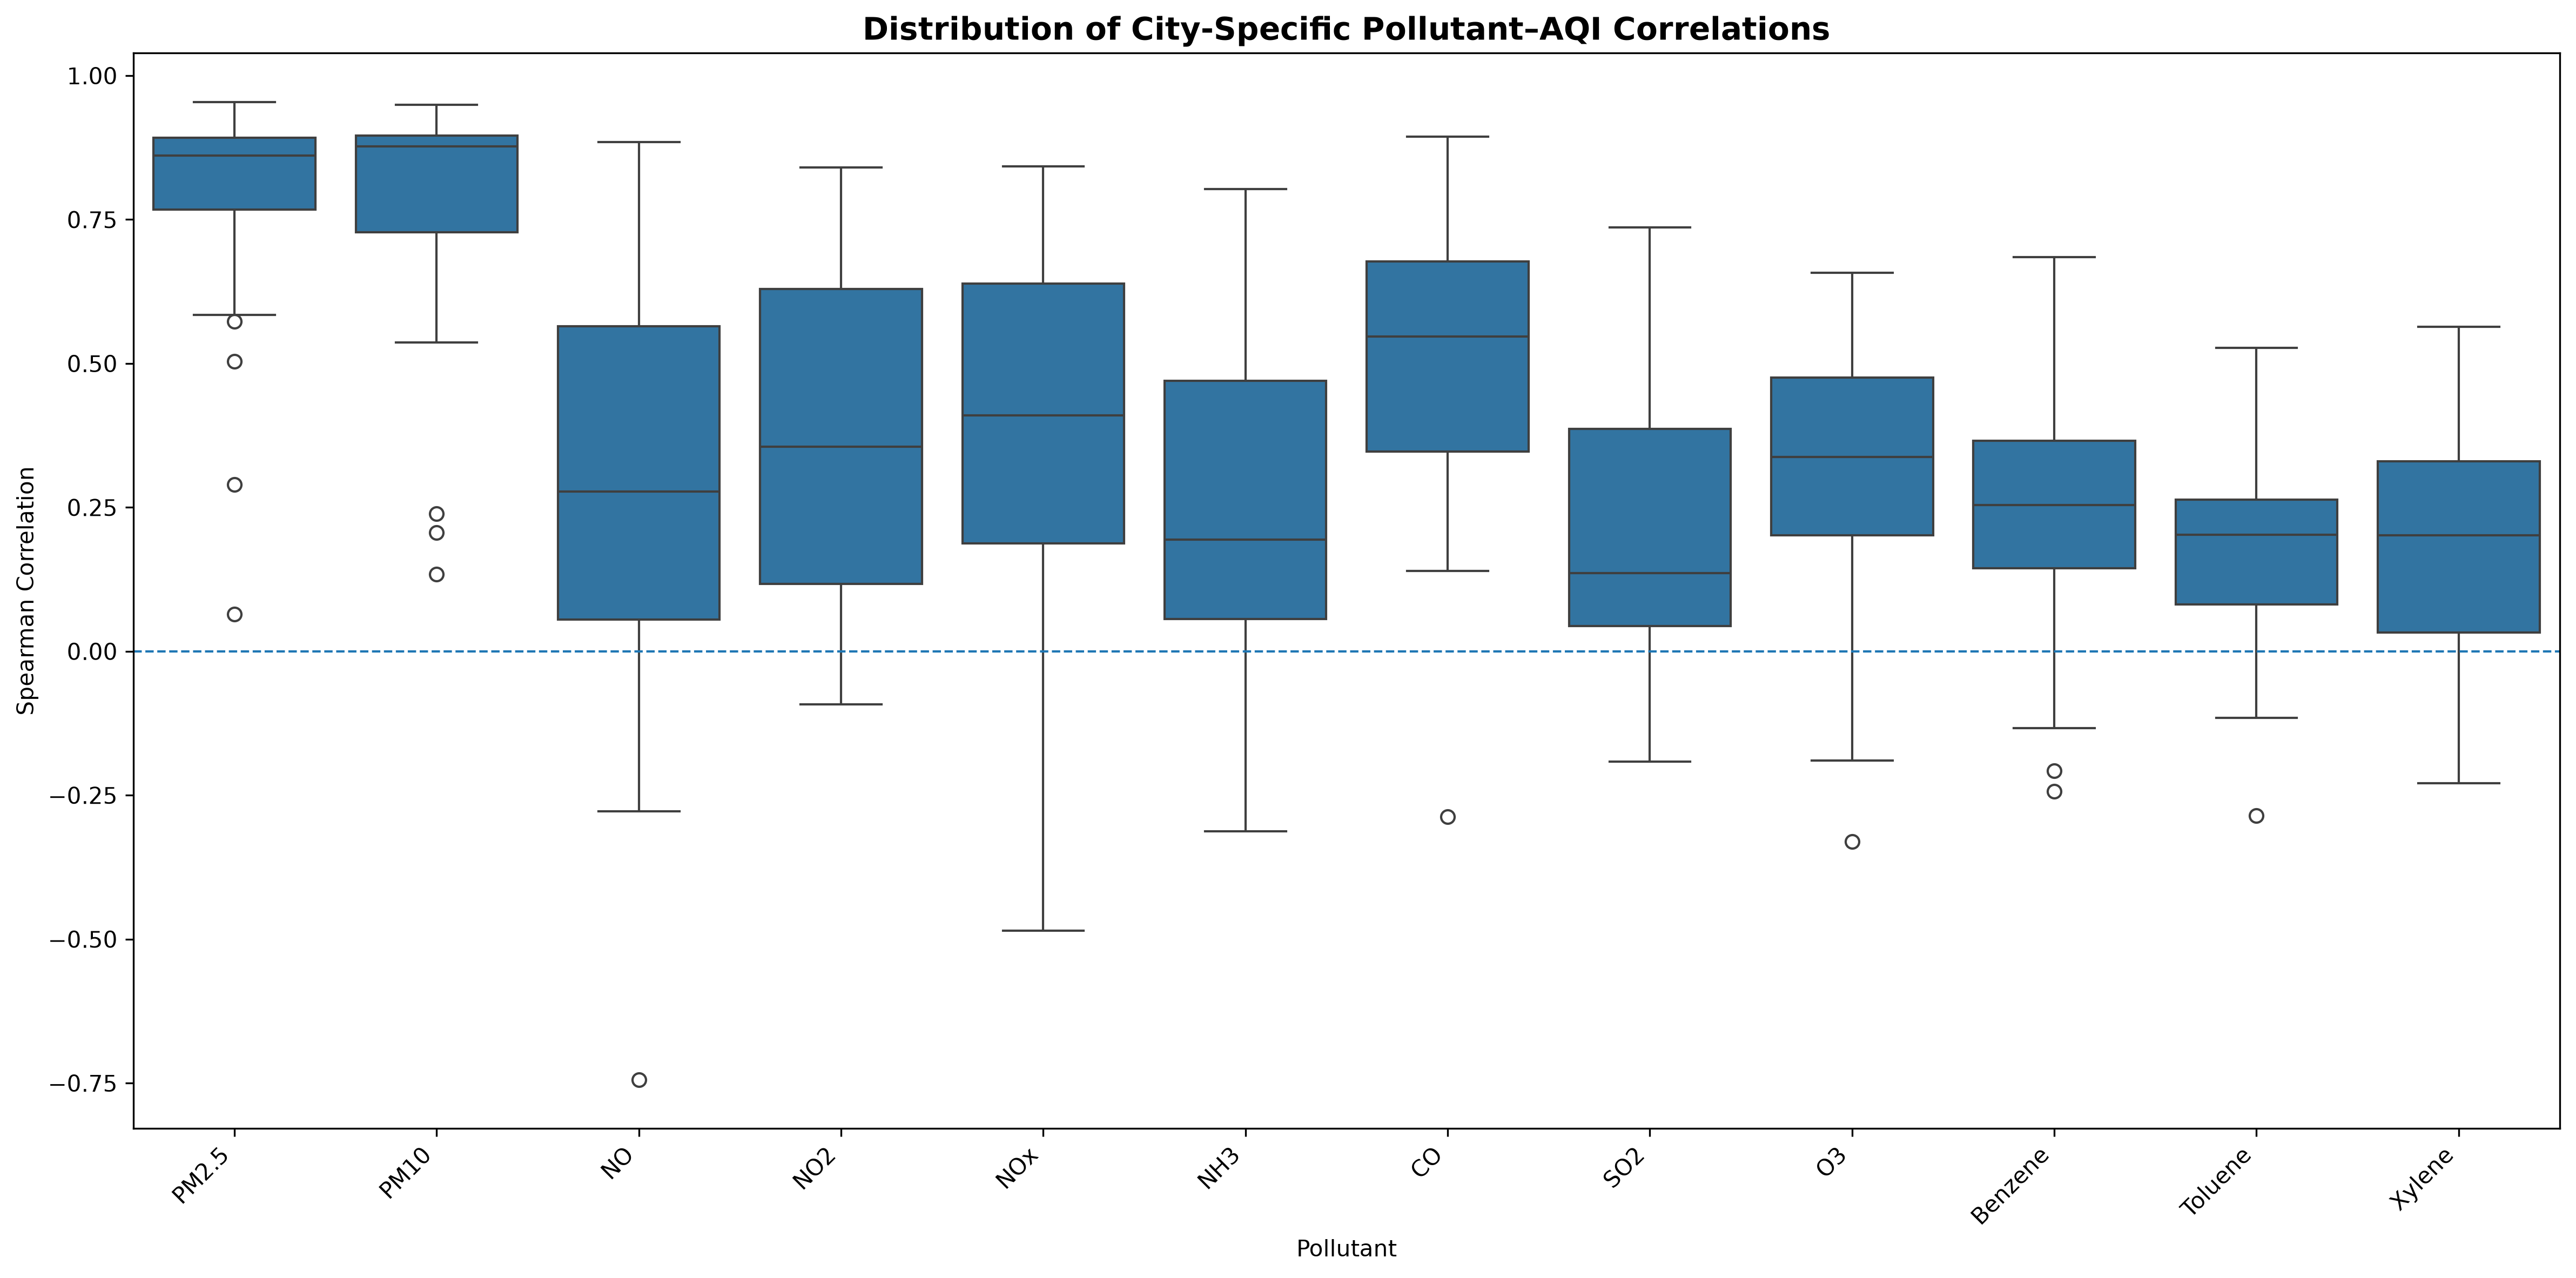 Distribution of City-Specific Pollutant–AQI Correlations
Spearman Correlation
1.00
0.75
0.50
0.25
0.00
−0.25
−0.50
−0.75
PM2.5
PM10
NO
NO2
NOx
NH3
CO
SO2
O3
Benzene
Toluene
Xylene
Pollutant